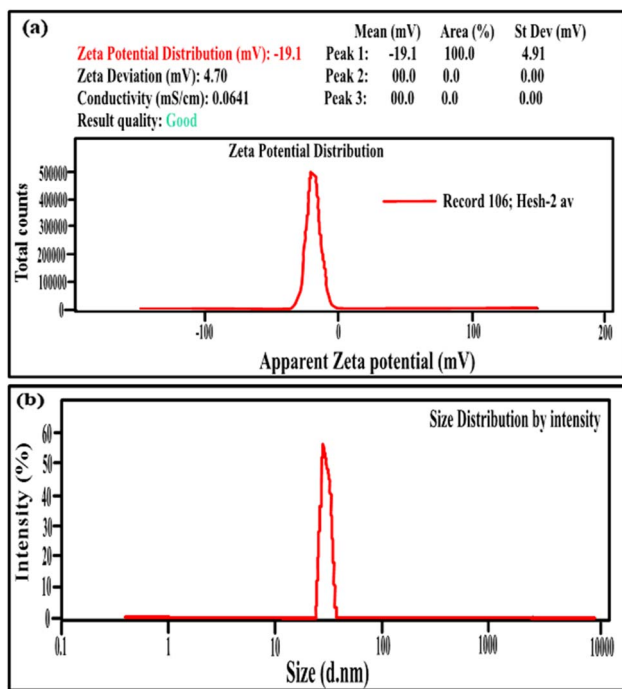 (a)
Mean (mV) Area (%) St Dev (mV)
Zeta Potential Distribution (mV): -19.1 Peak 1: -19.1 100.0 4.91
Zeta Deviation (mV): 4.70 Peak 2: 00.0 0.0 0.00
Conductivity (mS/cm): 0.0641 Peak 3: 00.0 0.0 0.00
Result quality: Good
Zeta Potential Distribution
Total counts
500000
400000
300000
200000
100000
0
Record 106; Hesh-2 av
-100 0 100 200
Apparent Zeta potential (mV)
(b)
Size Distribution by intensity
Intensity (%)
60
50
40
30
20
10
0
0.1 1 10 100 1000 10000
Size (d.nm)